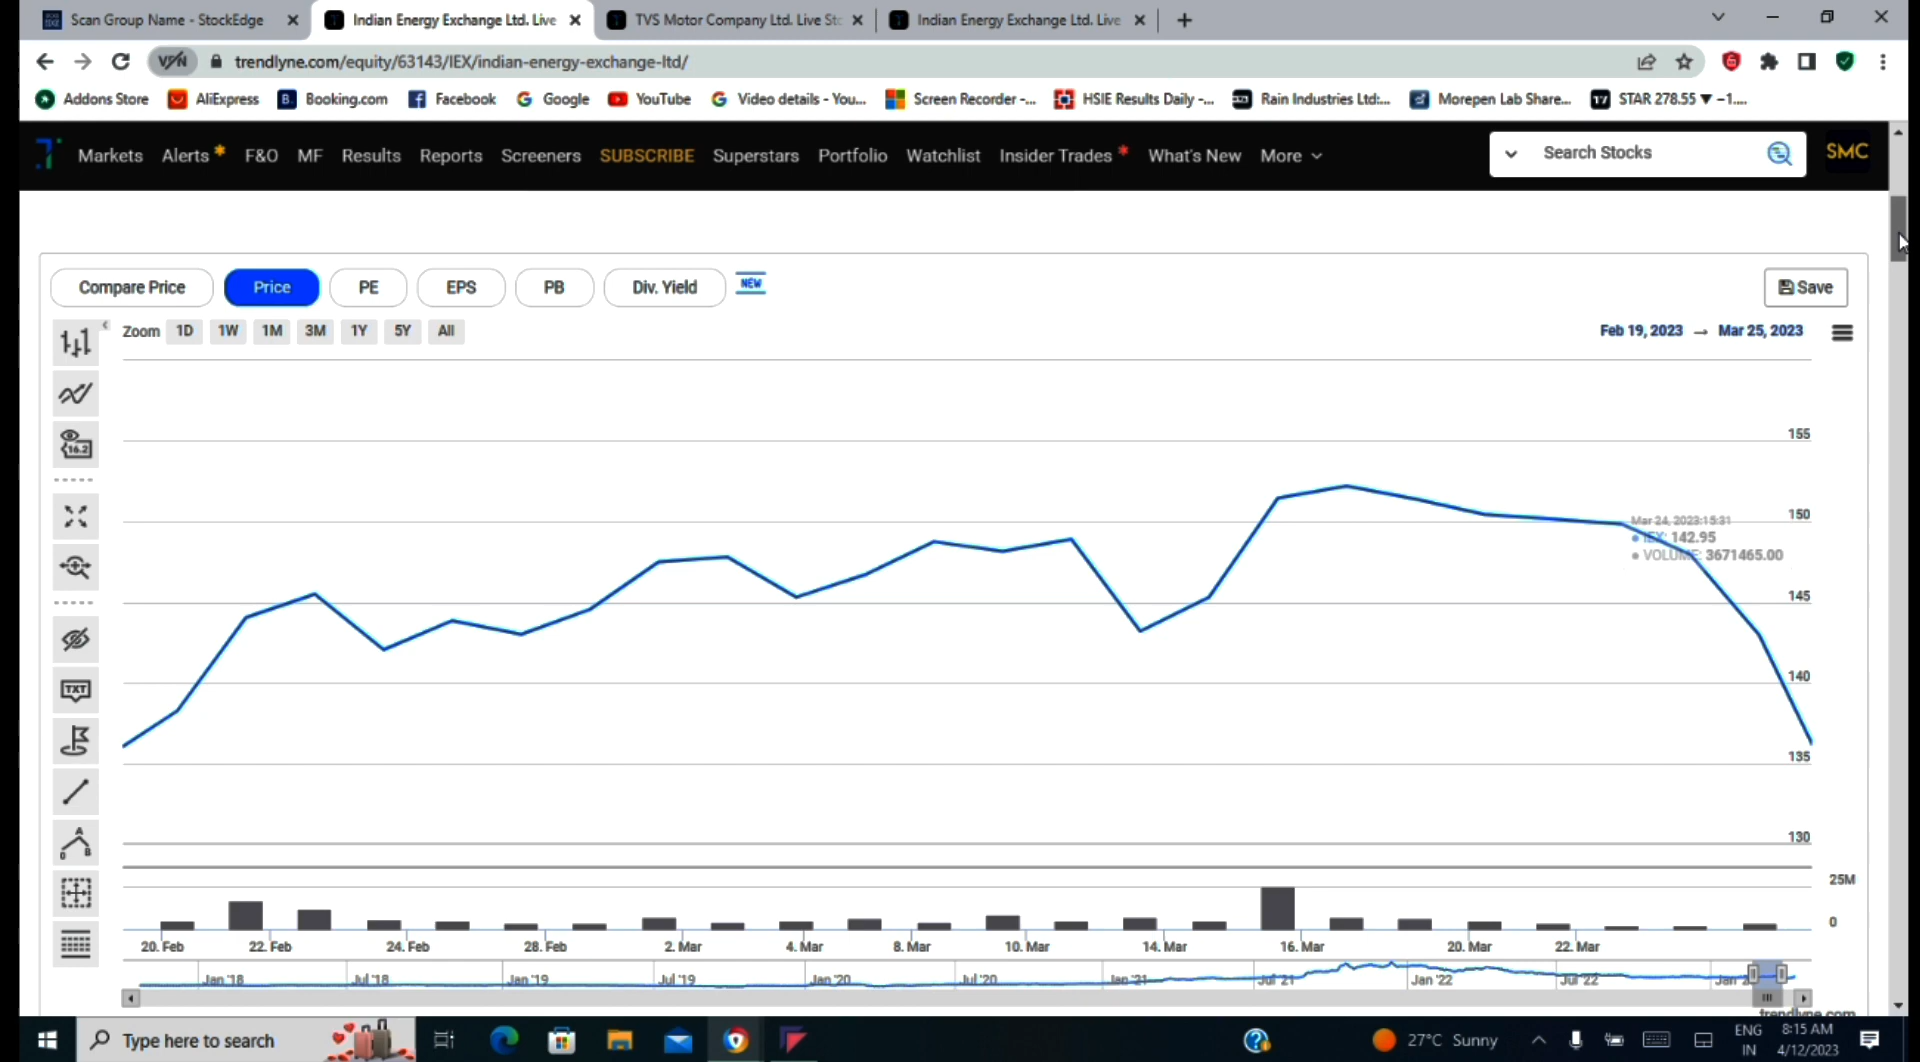 Scan Group Name - StockEdge
Indian Energy Exchange Ltd. Live
TVS Motor Company Ltd. Live Sto
Indian Energy Exchange Ltd. Live
VPN
trendlyne.com/equity/63143/IEX/indian-energy-exchange-ltd/
Addons Store AliExpress Booking.com Facebook Google YouTube Video details - You... Screen Recorder -... HSIE Results Daily -... Rain Industries Ltd:... Morepen Lab Share... STAR 278.55 ▼ −1....
Markets Alerts * F&O MF Results Reports Screeners SUBSCRIBE Superstars Portfolio Watchlist Insider Trades * What's New More
Search Stocks
SMC
Compare Price Price PE EPS PB Div. Yield NEW
Save
Zoom 1D 1W 1M 3M 1Y 5Y All
Feb 19, 2023 → Mar 25, 2023
16.2
TXT
155
150
145
140
135
130
Mar 24, 2023:15:31
IEX: 142.95
VOLUME: 3671465.00
25M
0
20. Feb 22. Feb 24. Feb 28. Feb 2. Mar 4. Mar 8. Mar 10. Mar 14. Mar 16. Mar 20. Mar 22. Mar
Jan '18 Jul '18 Jan '19 Jul '19 Jan '20 Jul '20 Jan '21 Jul '21 Jan '22 Jul '22
trendlyne.com
Type here to search
27°C Sunny
ENG
IN
8:15 AM
4/12/2023